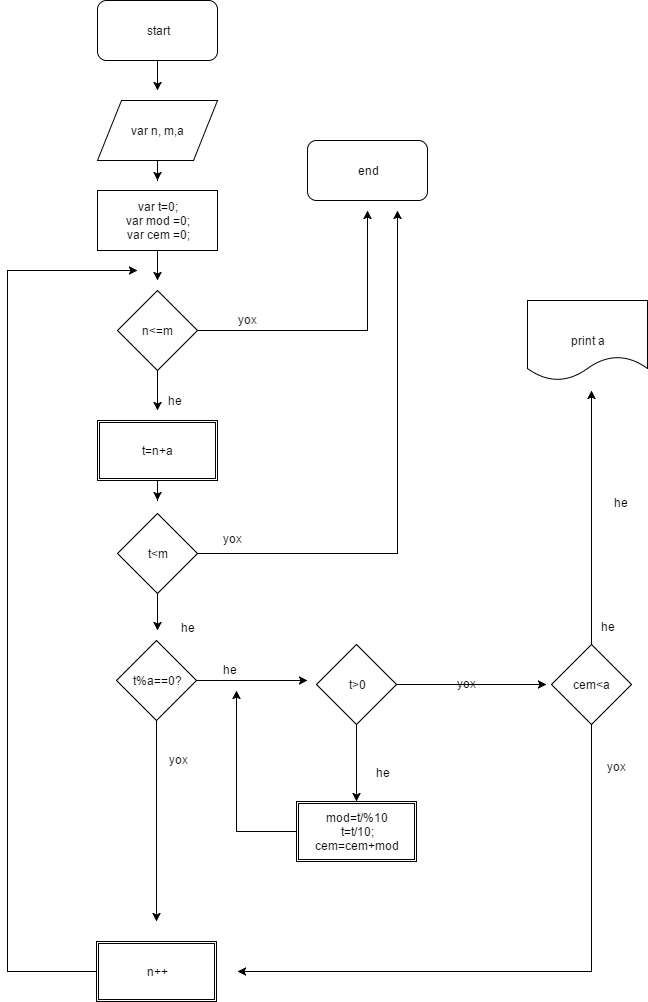 start
var n, m,a
end
var t=0;
var mod =0;
var cem =0;
n<=m
yox
print a
he
t=n+a
he
t<m
yox
he
he
t%a==0?
he
t>0
yox
cem<a
yox
he
yox
mod=t/%10
t=t/10;
cem=cem+mod
n++